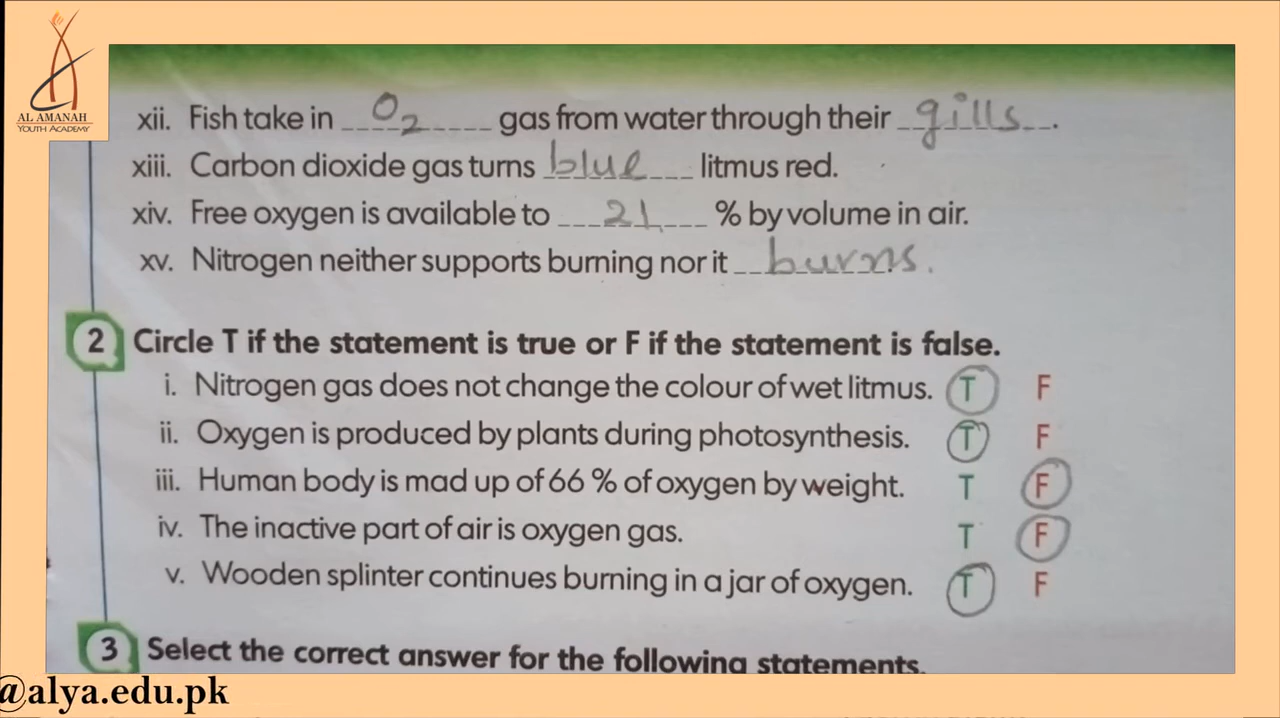 AL AMANAH
YOUTH ACADEMY
xii. Fish take in O2 gas from water through their gills.
xiii. Carbon dioxide gas turns blue litmus red.
xiv. Free oxygen is available to 21 % by volume in air.
xv. Nitrogen neither supports burning nor it burns.
2 Circle T if the statement is true or F if the statement is false.
i. Nitrogen gas does not change the colour of wet litmus. T F
ii. Oxygen is produced by plants during photosynthesis. T F
iii. Human body is mad up of 66 % of oxygen by weight. T F
iv. The inactive part of air is oxygen gas. T F
v. Wooden splinter continues burning in a jar of oxygen. T F
3 Select the correct answer for the following statements.
@alya.edu.pk